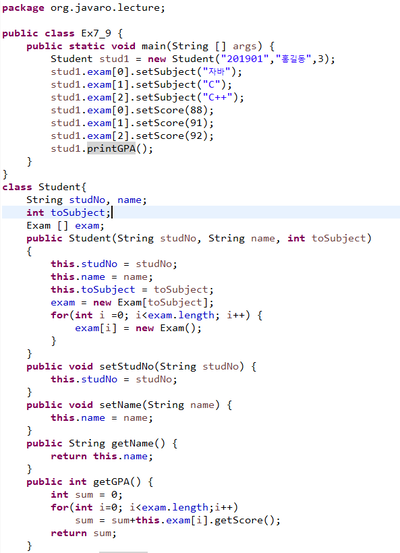 package org.javaro.lecture;
public class Ex7_9 {
public static void main(String [] args) {
Student stud1 = new Student("201901","홍길동",3);
stud1.exam[0].setSubject("자바");
stud1.exam[1].setSubject("C");
stud1.exam[2].setSubject("C++");
stud1.exam[0].setScore(88);
stud1.exam[1].setScore(91);
stud1.exam[2].setScore(92);
stud1.printGPA();
}
}
class Student{
String studNo, name;
int toSubject;
Exam [] exam;
public Student(String studNo, String name, int toSubject)
{
this.studNo = studNo;
this.name = name;
this.toSubject = toSubject;
exam = new Exam[toSubject];
for(int i =0; i<exam.length; i++) {
exam[i] = new Exam();
}
}
public void setStudNo(String studNo) {
this.studNo = studNo;
}
public void setName(String name) {
this.name = name;
}
public String getName() {
return this.name;
}
public int getGPA() {
int sum = 0;
for(int i=0; i<exam.length;i++)
sum = sum+this.exam[i].getScore();
return sum;
}